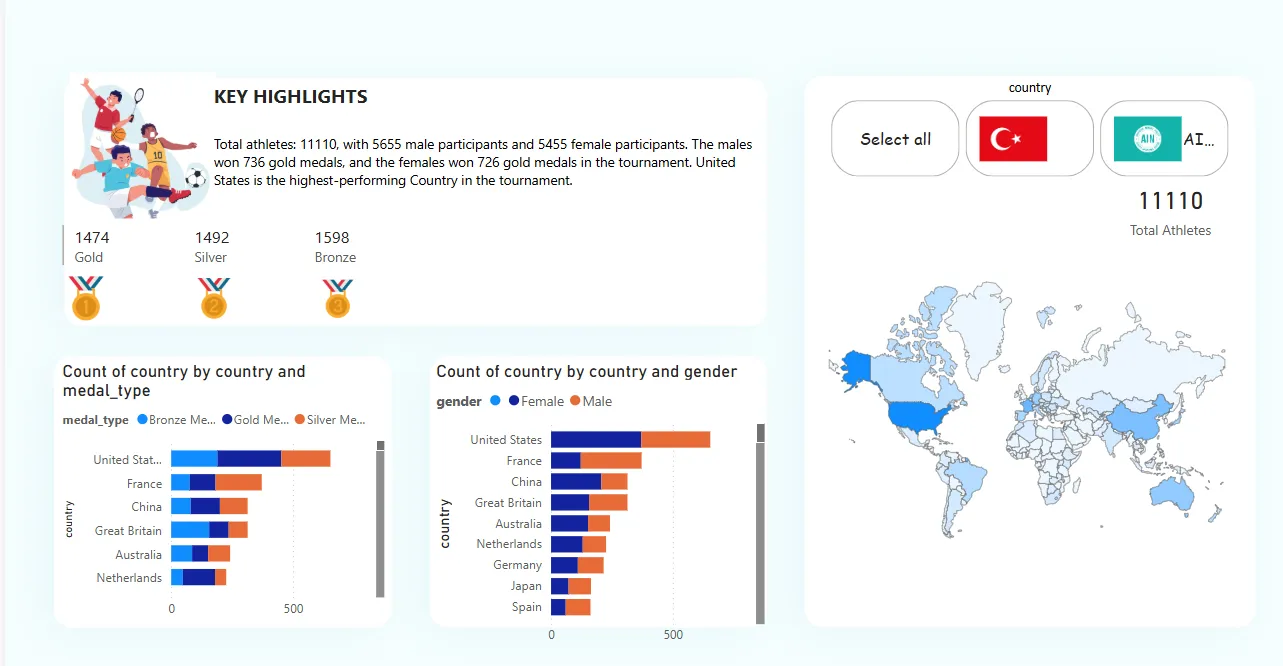 KEY HIGHLIGHTS
Total athletes: 11110, with 5655 male participants and 5455 female participants. The males
won 736 gold medals, and the females won 726 gold medals in the tournament. United
States is the highest-performing Country in the tournament.
10
1474
Gold
1492
Silver
1598
Bronze
1
2
3
country
Select all
AIN
AI...
11110
Total Athletes
Count of country by country and
medal_type
medal_type Bronze Me... Gold Me... Silver Me...
country
United Stat...
France
China
Great Britain
Australia
Netherlands
0 500
Count of country by country and gender
gender Female Male
country
United States
France
China
Great Britain
Australia
Netherlands
Germany
Japan
Spain
0 500